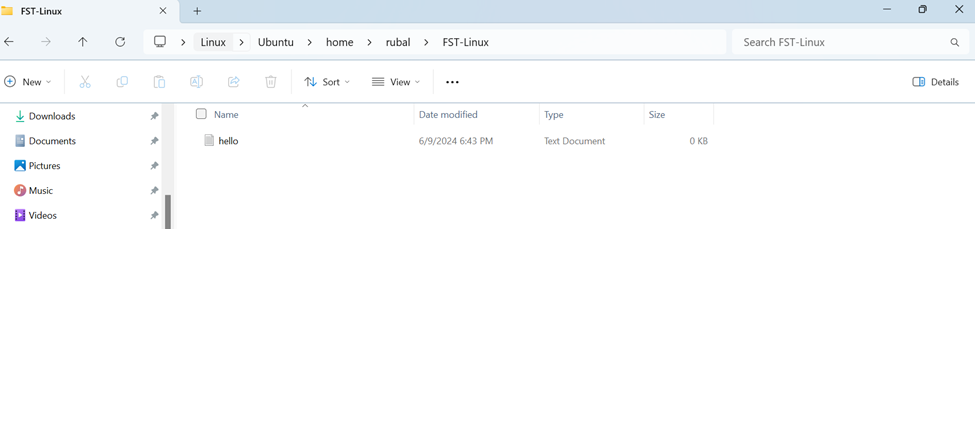 FST-Linux
Linux > Ubuntu > home > rubal > FST-Linux
Search FST-Linux
New
Sort
View
Details
Downloads
Documents
Pictures
Music
Videos
Name Date modified Type Size
hello 6/9/2024 6:43 PM Text Document 0 KB